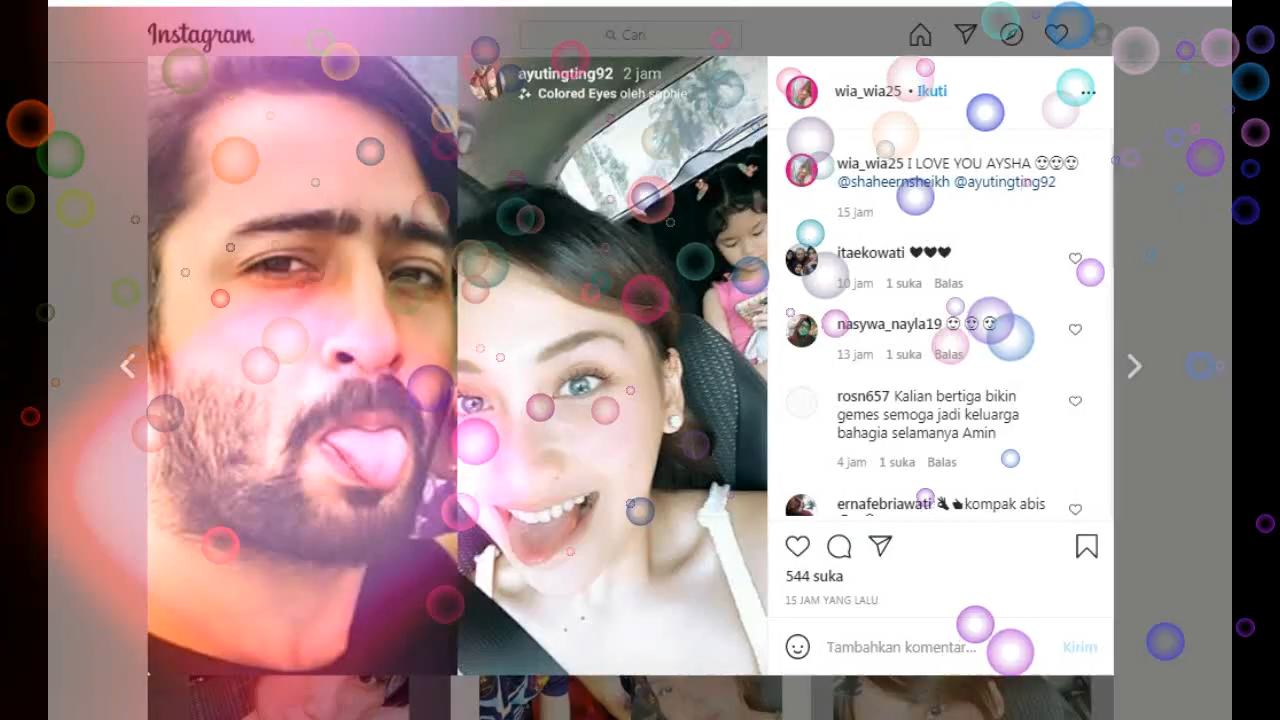 Instagram
Cari
ayutingting92 2 jam
Colored Eyes oleh sophie
wia_wia25 • Ikuti
wia_wia25 I LOVE YOU AYSHA
@shaheernsheikh @ayutingting92
15 jam
itaekowati 🖤🖤🖤
10 jam 1 suka Balas
nasywa_nayla19
13 jam 1 suka Balas
rosn657 Kalian bertiga bikin
gemes semoga jadi keluarga
bahagia selamanya Amin
4 jam 1 suka Balas
ernafebriawati kompak abis
544 suka
15 JAM YANG LALU
Tambahkan komentar...
Kirim